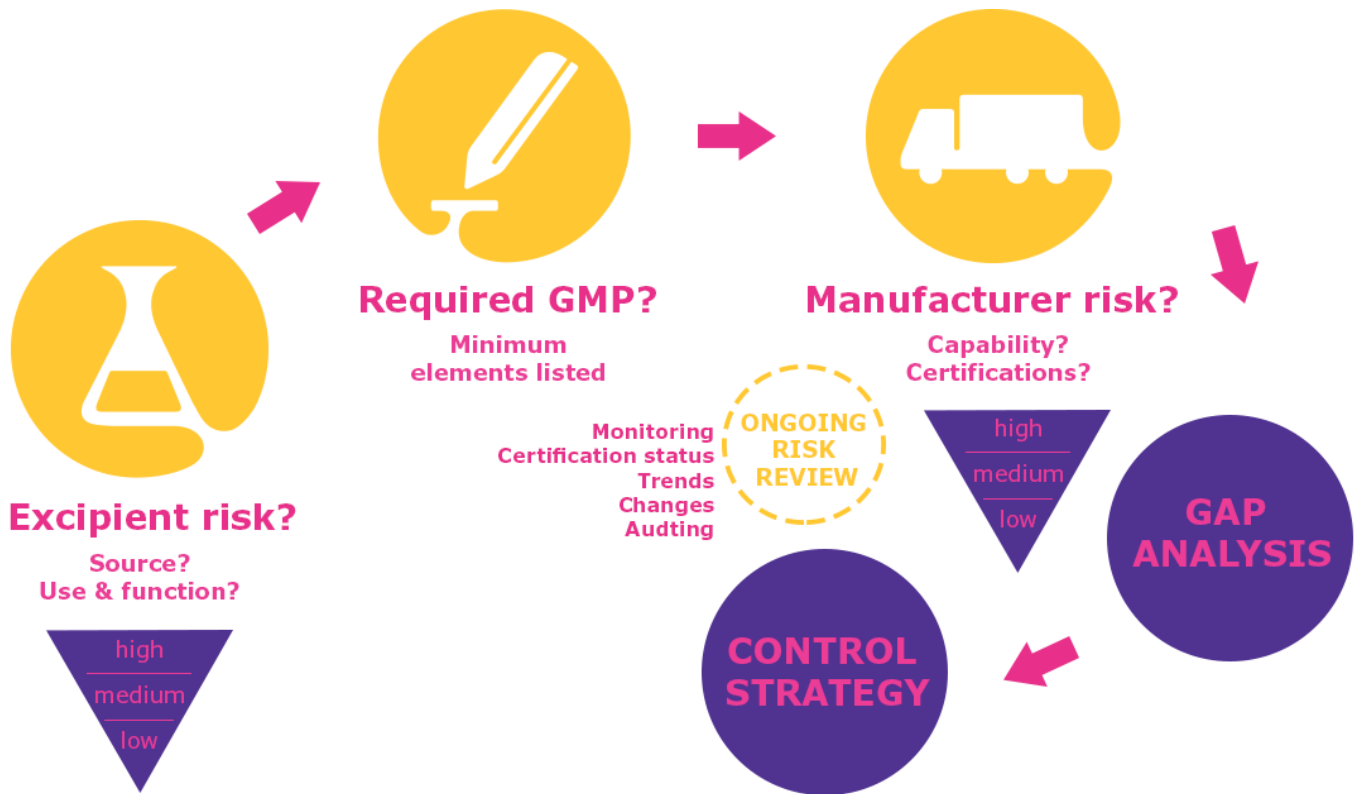 Excipient risk?
Source?
Use & function?
high
medium
low
Required GMP?
Minimum
elements listed
Manufacturer risk?
Capability?
Certifications?
high
medium
low
GAP
ANALYSIS
CONTROL
STRATEGY
ONGOING
RISK
REVIEW
Monitoring
Certification status
Trends
Changes
Audting